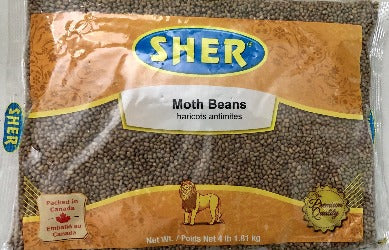 SHER
Moth Beans
haricots antimites
SHER
Packed in
Canada
Emballé au
Canada
Premium
Quality
Net Wt. / Poids Net 4 lb 1.81 kg